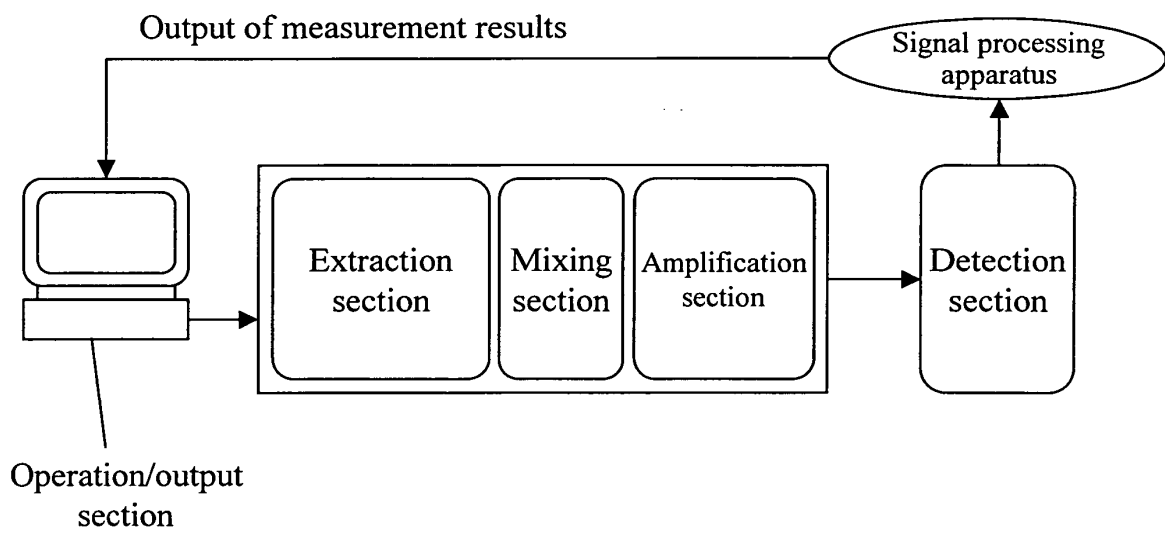 Output of measurement results
Signal processing
apparatus
Extraction
section
Mixing
section
Amplification
section
Detection
section
Operation/output
section